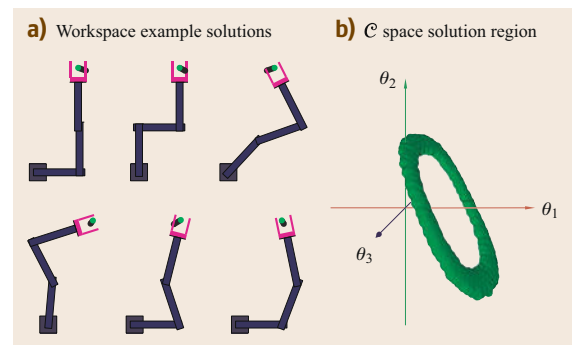 a) Workspace example solutions
b) C space solution region
θ2
θ1
θ3